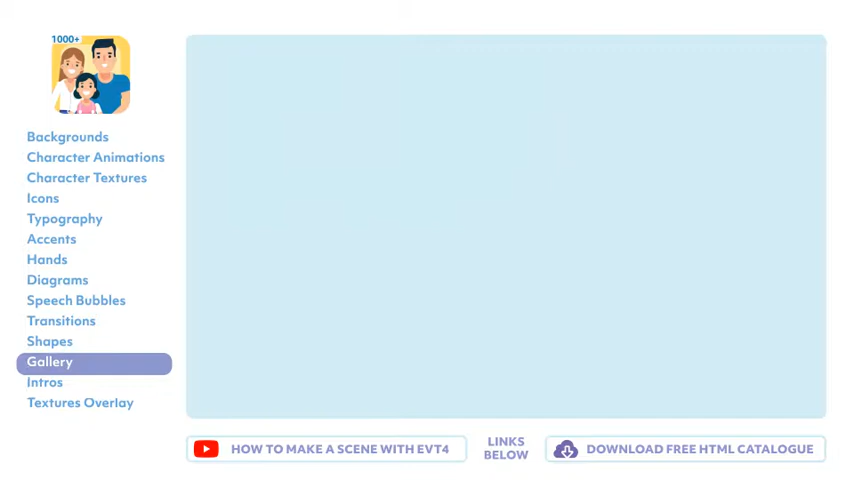 1000+
Backgrounds
Character Animations
Character Textures
Icons
Typography
Accents
Hands
Diagrams
Speech Bubbles
Transitions
Shapes
Gallery
Intros
Textures Overlay
HOW TO MAKE A SCENE WITH EVT4
LINKS
BELOW
DOWNLOAD FREE HTML CATALOGUE